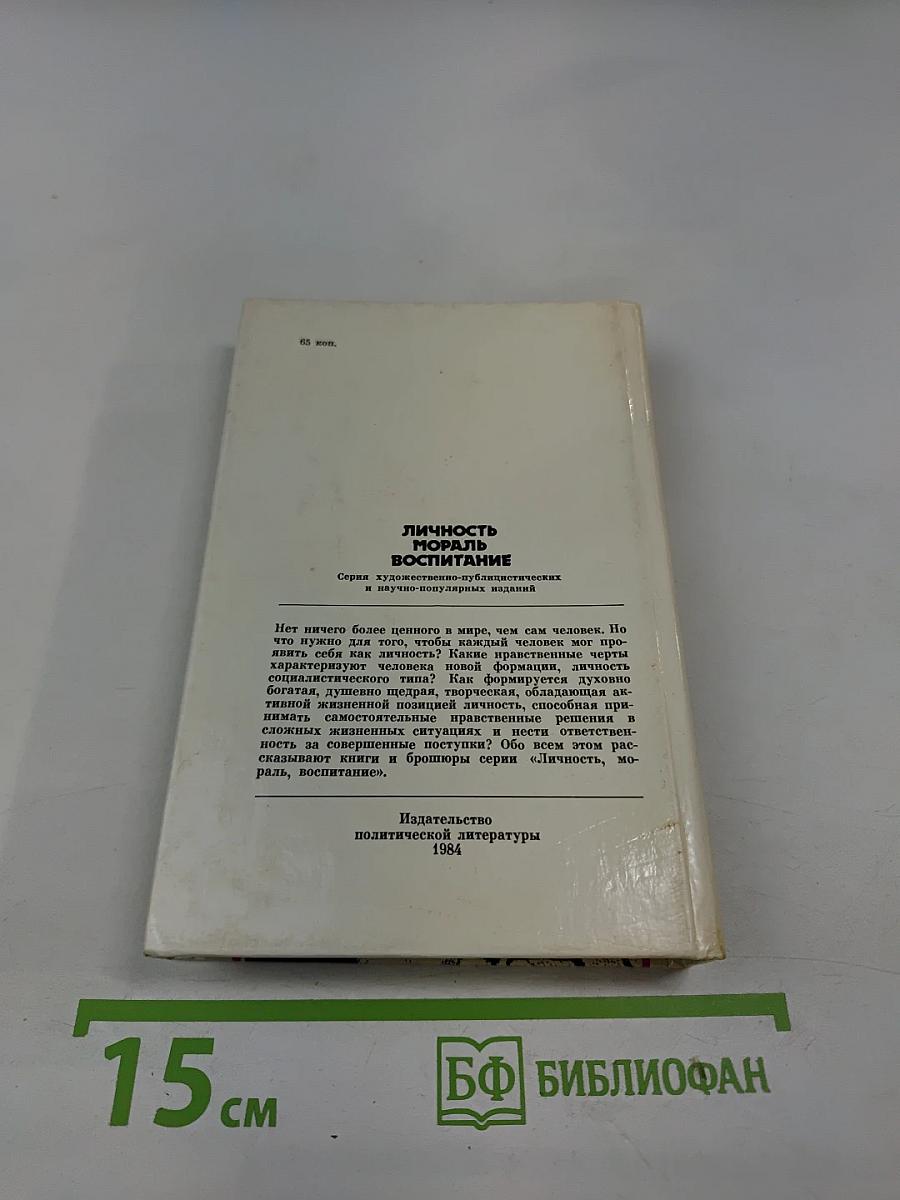 65 коп.
ЛИЧНОСТЬ
МОРАЛЬ
ВОСПИТАНИЕ
Серия художественно-публицистических
и научно-популярных изданий
Нет ничего более ценного в мире, чем сам человек. Но
что нужно для того, чтобы каждый человек мог про-
явить себя как личность? Какие нравственные черты
характеризуют человека новой формации, личность
социалистического типа? Как формируется духовно
богатая, душевно щедрая, творческая, обладающая ак-
тивной жизненной позицией личность, способная при-
нимать самостоятельные нравственные решения в
сложных жизненных ситуациях и нести ответствен-
ность за совершенные поступки? Обо всем этом рас-
сказывают книги и брошюры серии «Личность, мо-
раль, воспитание».
Издательство
политической литературы
1984
15 см
БФ БИБЛИОФАН